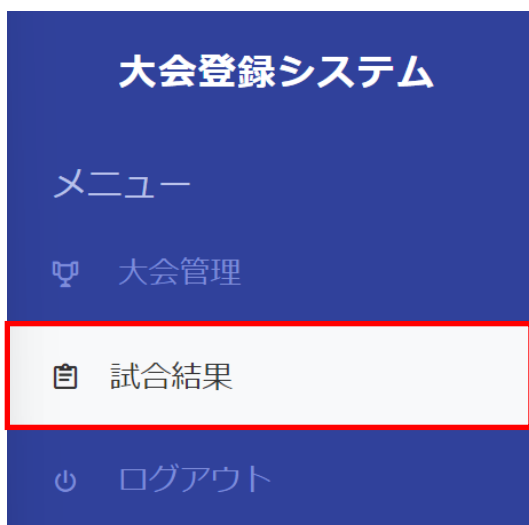 大会登録システム
メニュー
大会管理
試合結果
ログアウト